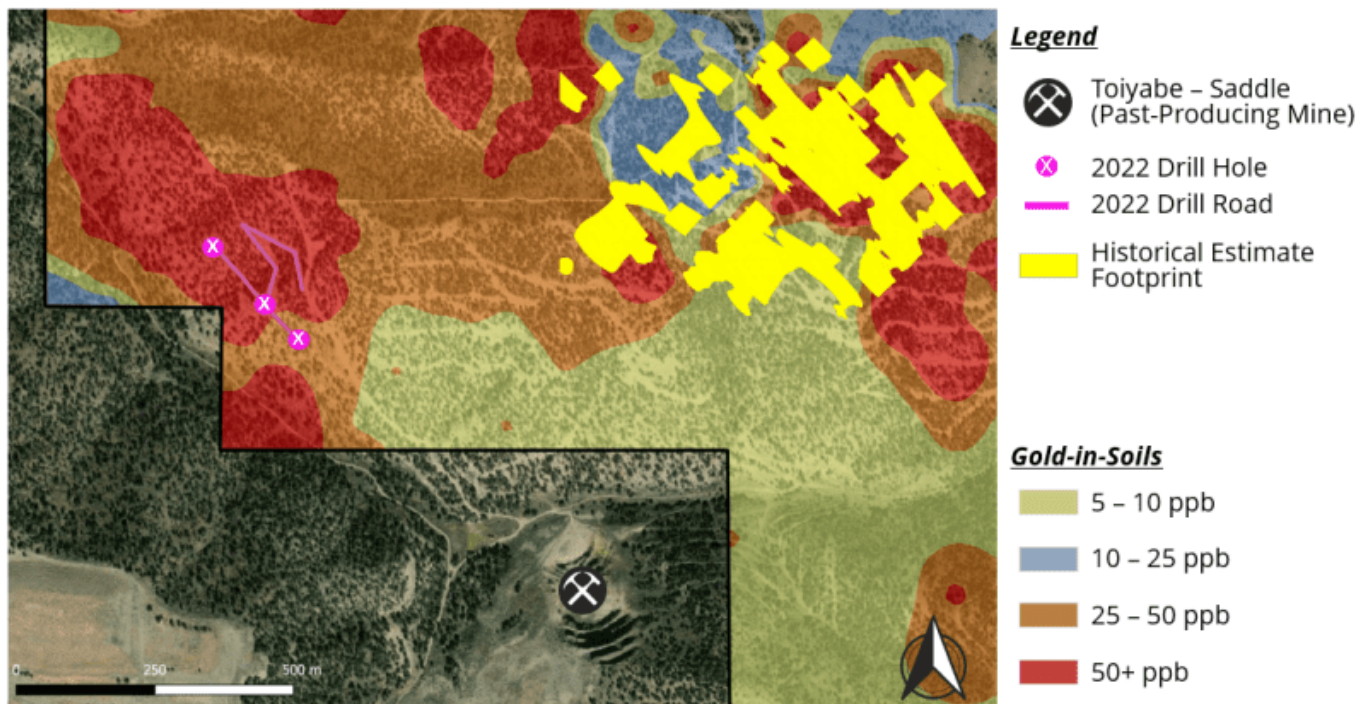 Legend
Toiyabe – Saddle
(Past-Producing Mine)
X 2022 Drill Hole
2022 Drill Road
Historical Estimate
Footprint
X
X
X
Gold-in-Soils
5 – 10 ppb
10 – 25 ppb
25 – 50 ppb
50+ ppb
0 250 500 m